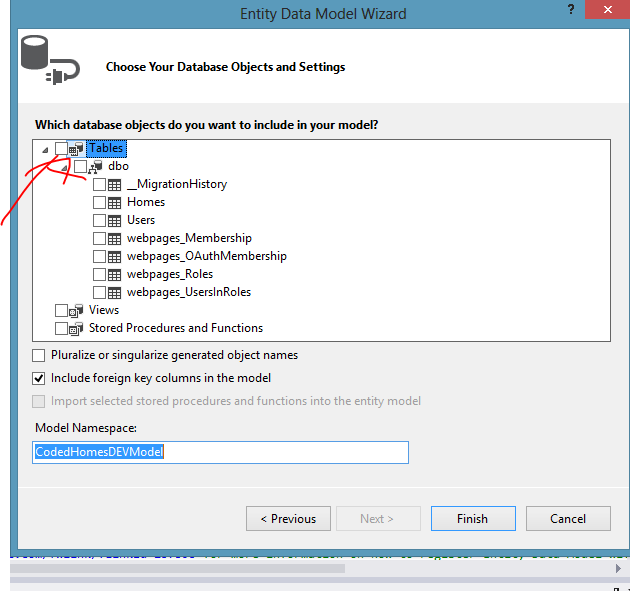 Entity Data Model Wizard
?
Choose Your Database Objects and Settings
Which database objects do you want to include in your model?
Tables
dbo
__MigrationHistory
Homes
Users
webpages_Membership
webpages_OAuthMembership
webpages_Roles
webpages_UsersInRoles
Views
Stored Procedures and Functions
Pluralize or singularize generated object names
Include foreign key columns in the model
Import selected stored procedures and functions into the entity model
Model Namespace:
CodedHomesDEVModel
< Previous
Next >
Finish
Cancel